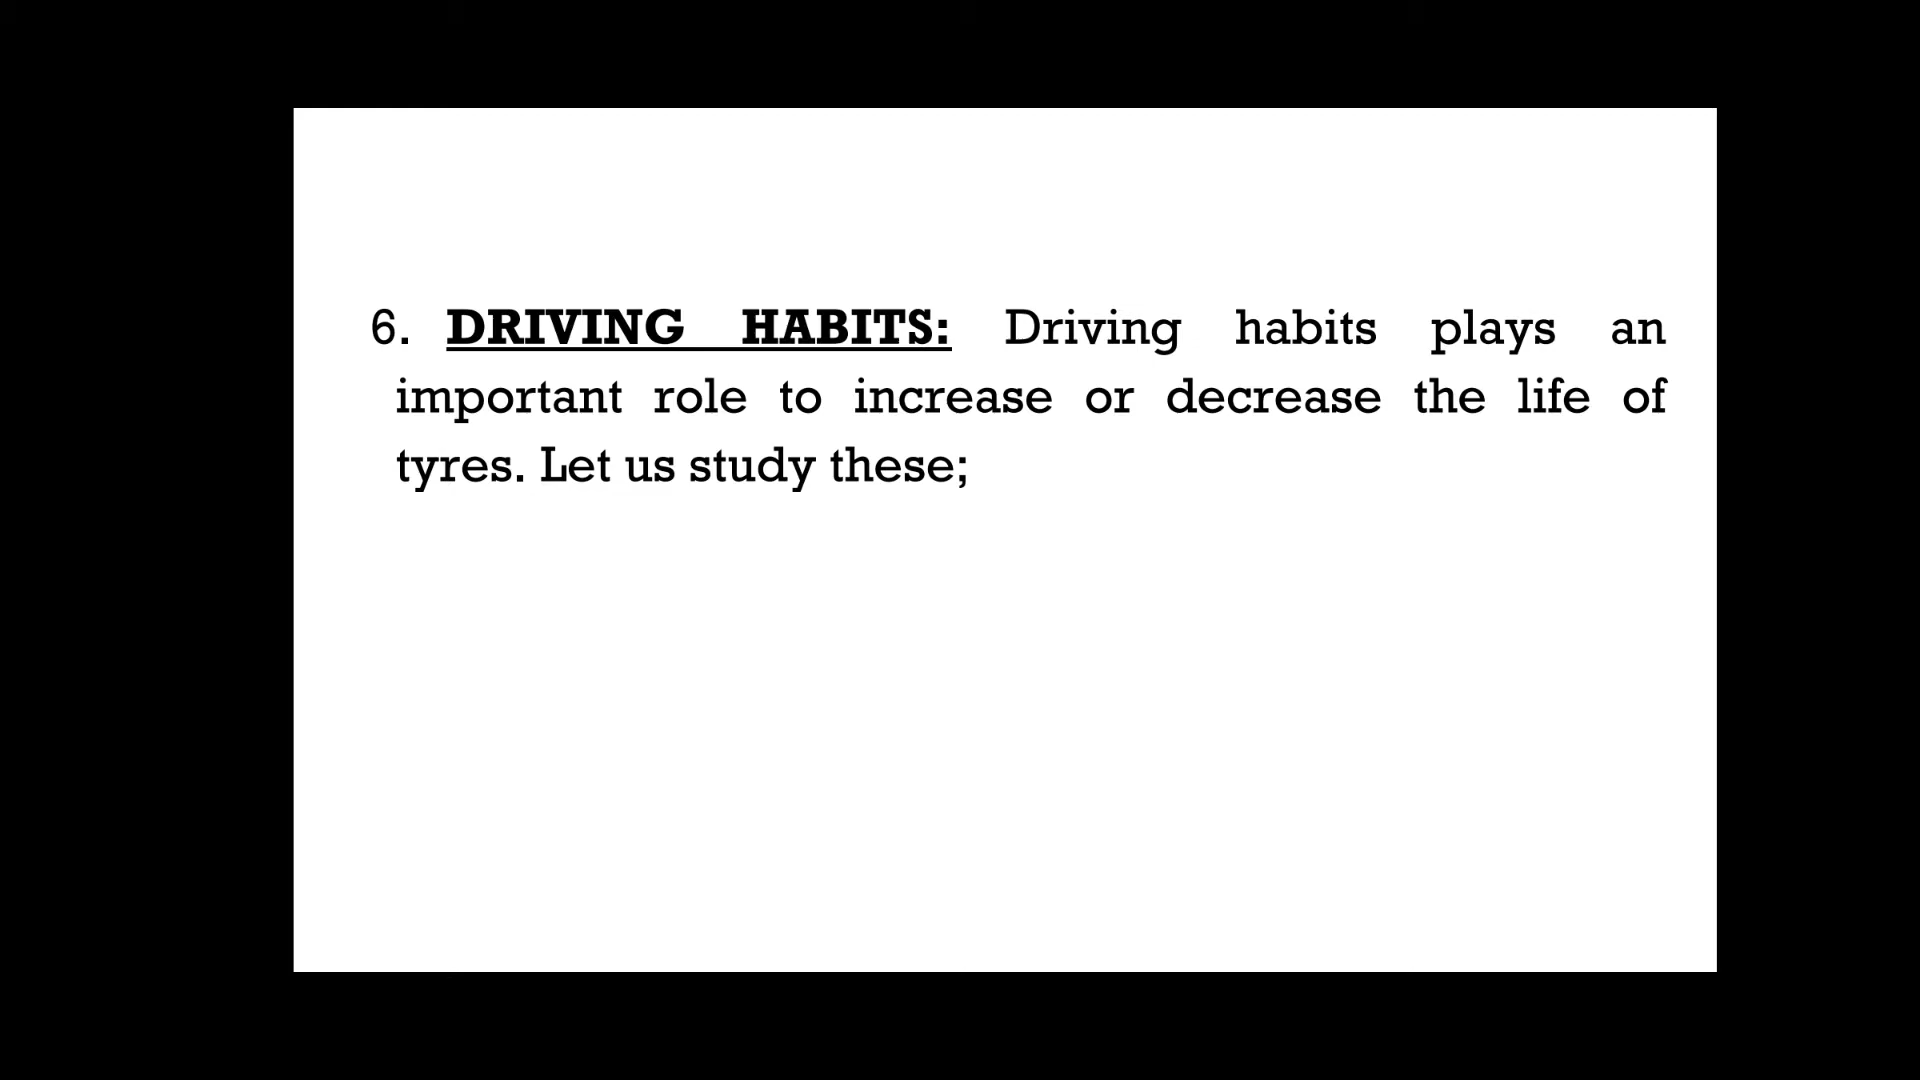 6. DRIVING HABITS: Driving habits plays an
important role to increase or decrease the life of
tyres. Let us study these;